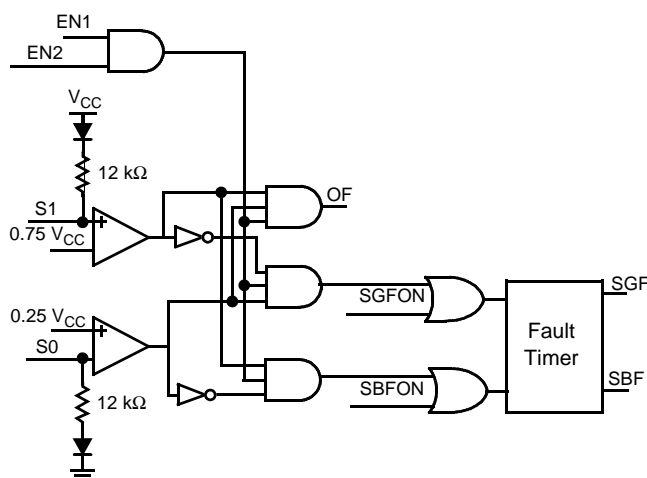 EN1
EN2
VCC
12 kΩ
S1
0.75 VCC
OF
SGFON
SGF
Fault
Timer
0.25 VCC
S0
SBFON
SBF
12 kΩ